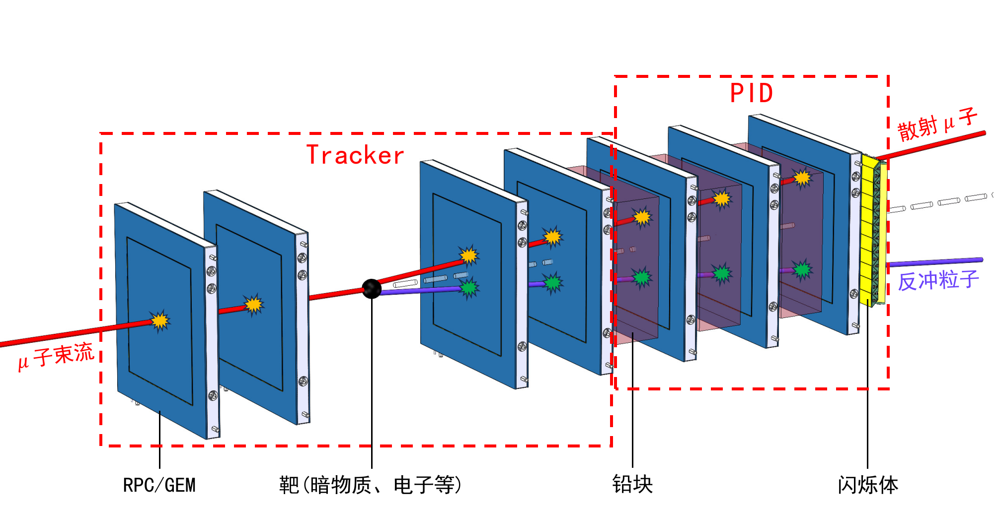 PID
散射μ子
Tracker
反冲粒子
μ子束流
RPC/GEM
靶(暗物质、电子等)
铅块
闪烁体